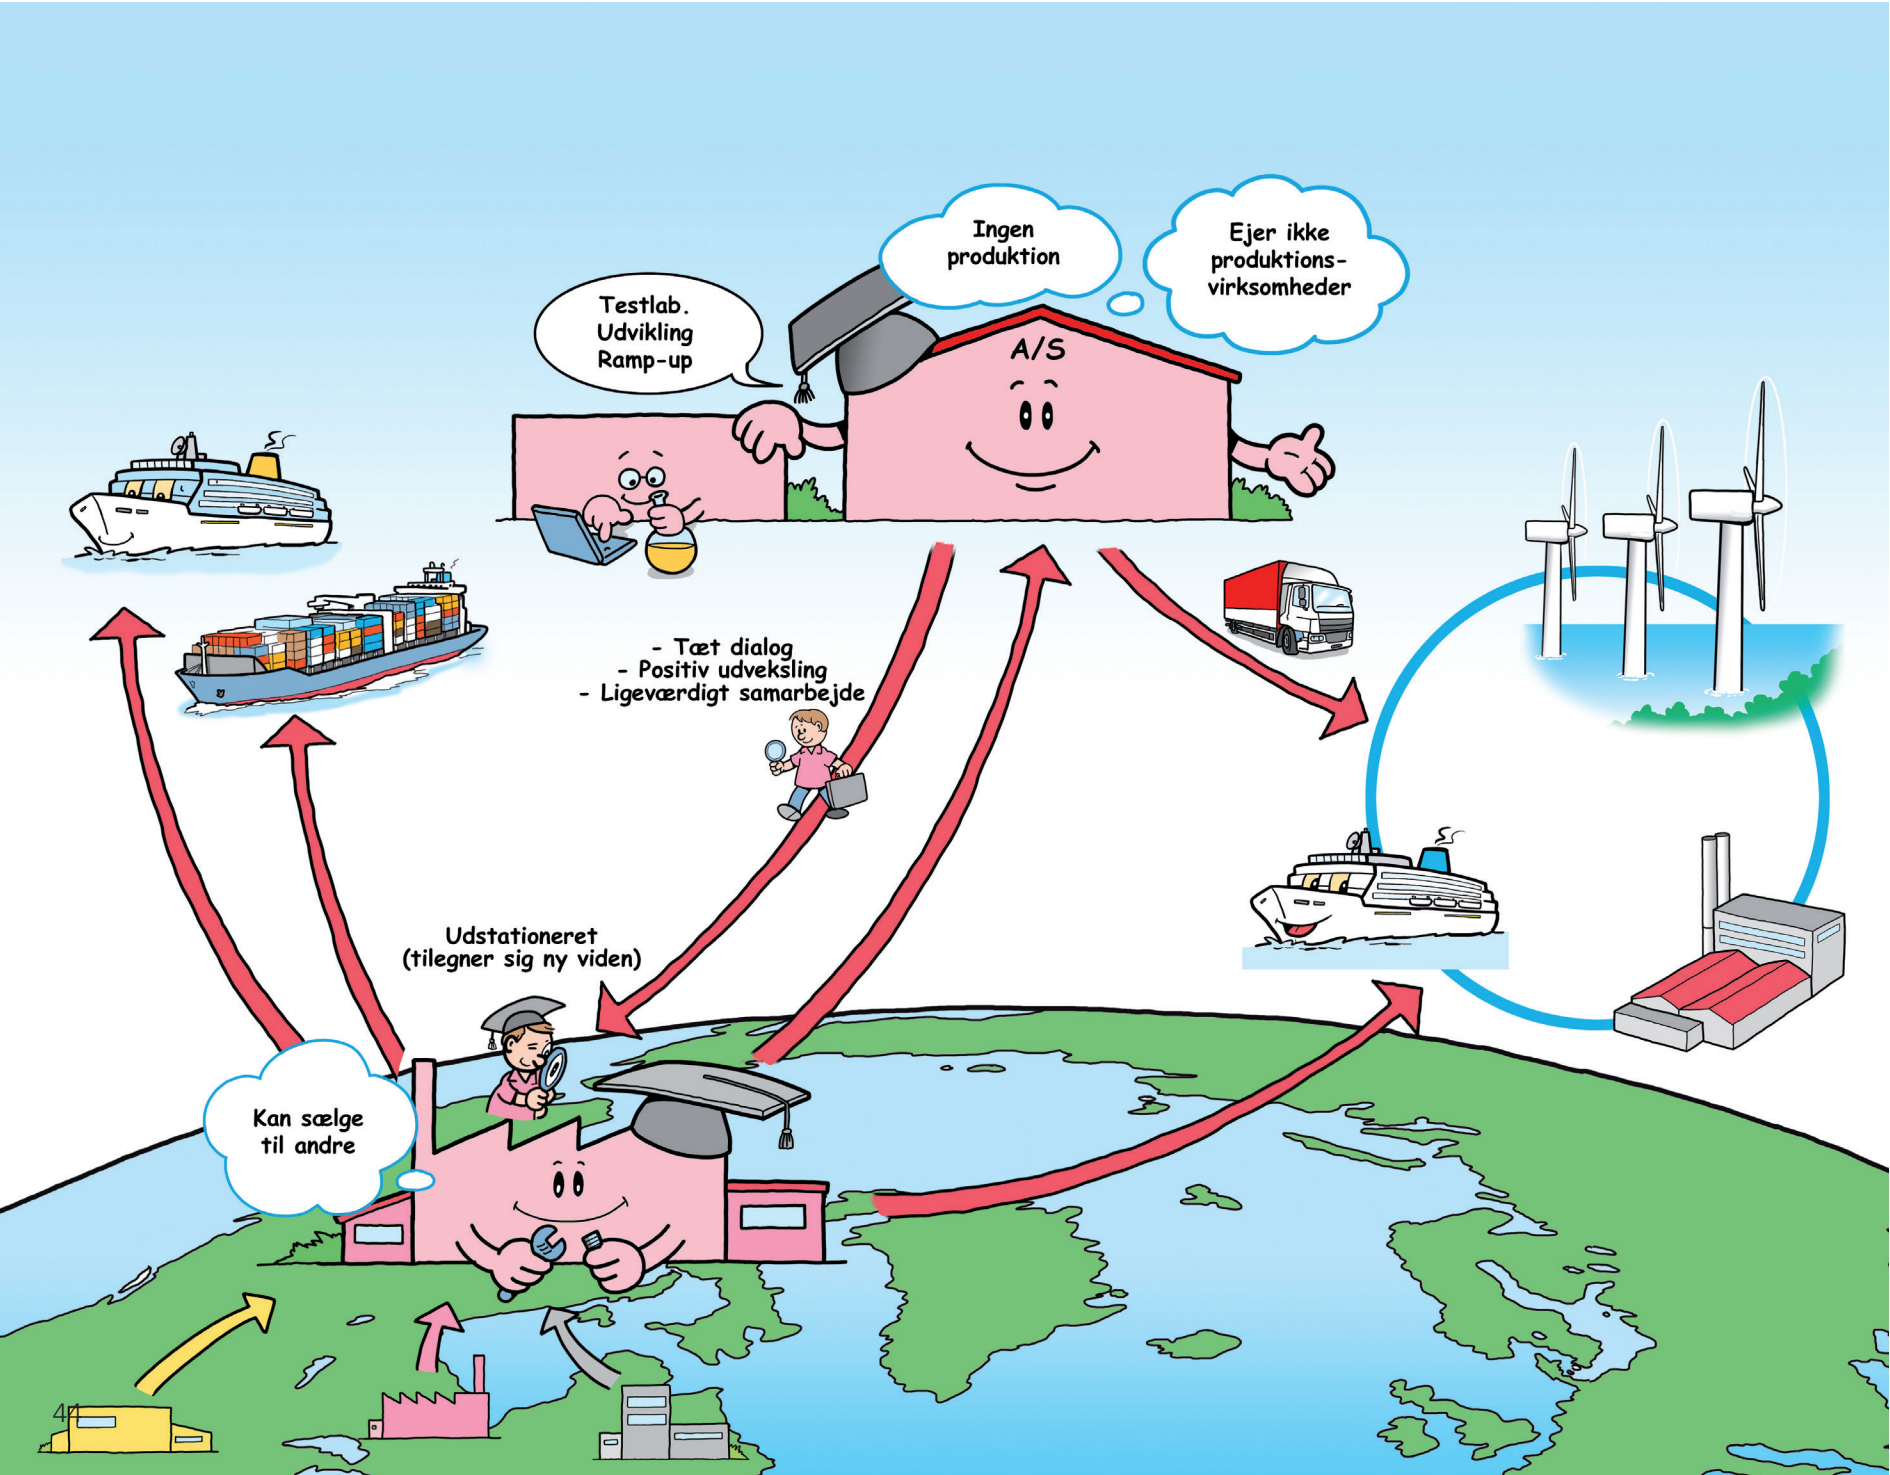 Ingen
produktion
Ejer ikke
produktions-
virksomheder
Testlab.
Udvikling
Ramp-up
A/S
- Tæt dialog
- Positiv udveksling
- Ligeværdigt samarbejde
Udstationeret
(tilegner sig ny viden)
Kan sælge
til andre
44